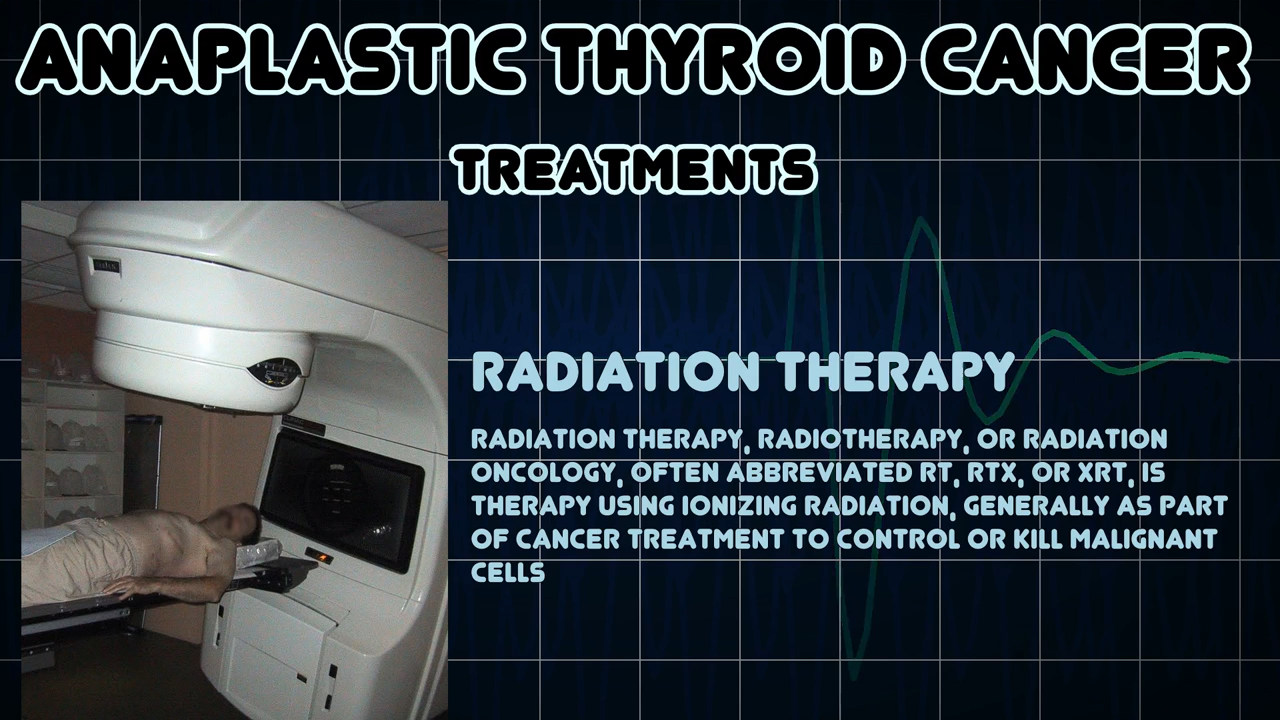 ANAPLASTIC THYROID CANCER
TREATMENTS
RADIATION THERAPY
RADIATION THERAPY, RADIOTHERAPY, OR RADIATION
ONCOLOGY, OFTEN ABBREVIATED RT, RTX, OR XRT, IS
THERAPY USING IONIZING RADIATION, GENERALLY AS PART
OF CANCER TREATMENT TO CONTROL OR KILL MALIGNANT
CELLS